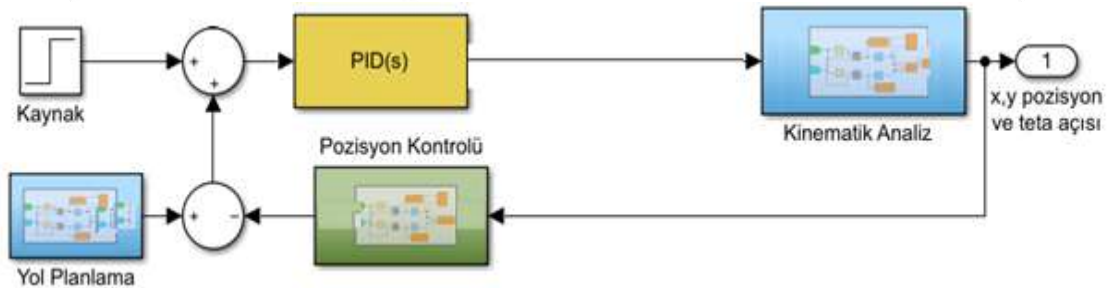 Kaynak
+
+
PID(s)
Kinematik Analiz
1
x,y pozisyon
ve teta açısı
Pozisyon Kontrolü
+
−
Yol Planlama